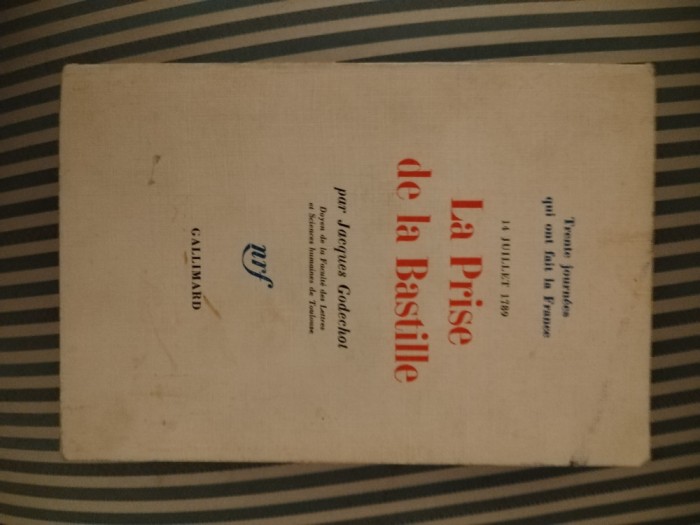 Trente journées
qui ont fait la France
14 JUILLET 1789
La Prise
de la Bastille
par Jacques Godechot
Doyen de la Faculté des Lettres
et Sciences humaines de Toulouse
nrf
GALLIMARD